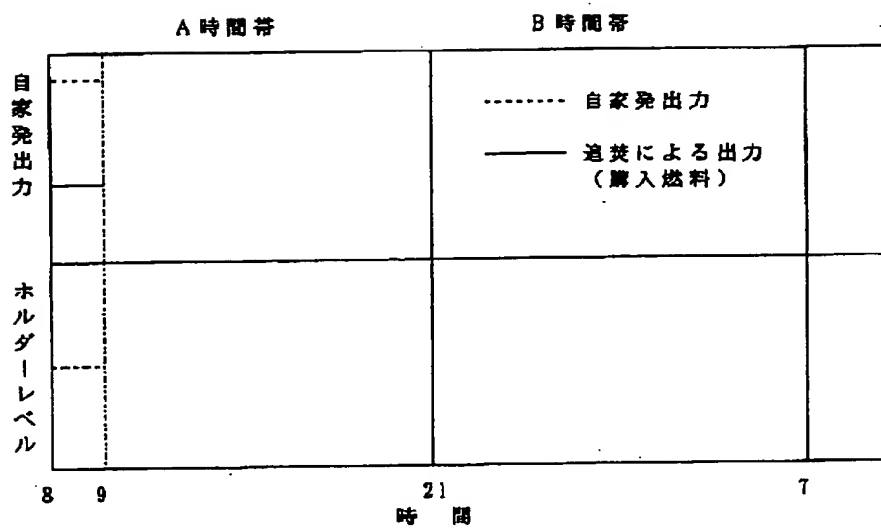 A時間帯
B時間帯
自家発出力
自家発出力
追焚による出力
(購入燃料)
ホルダーレベル
8 9 21 7
時間